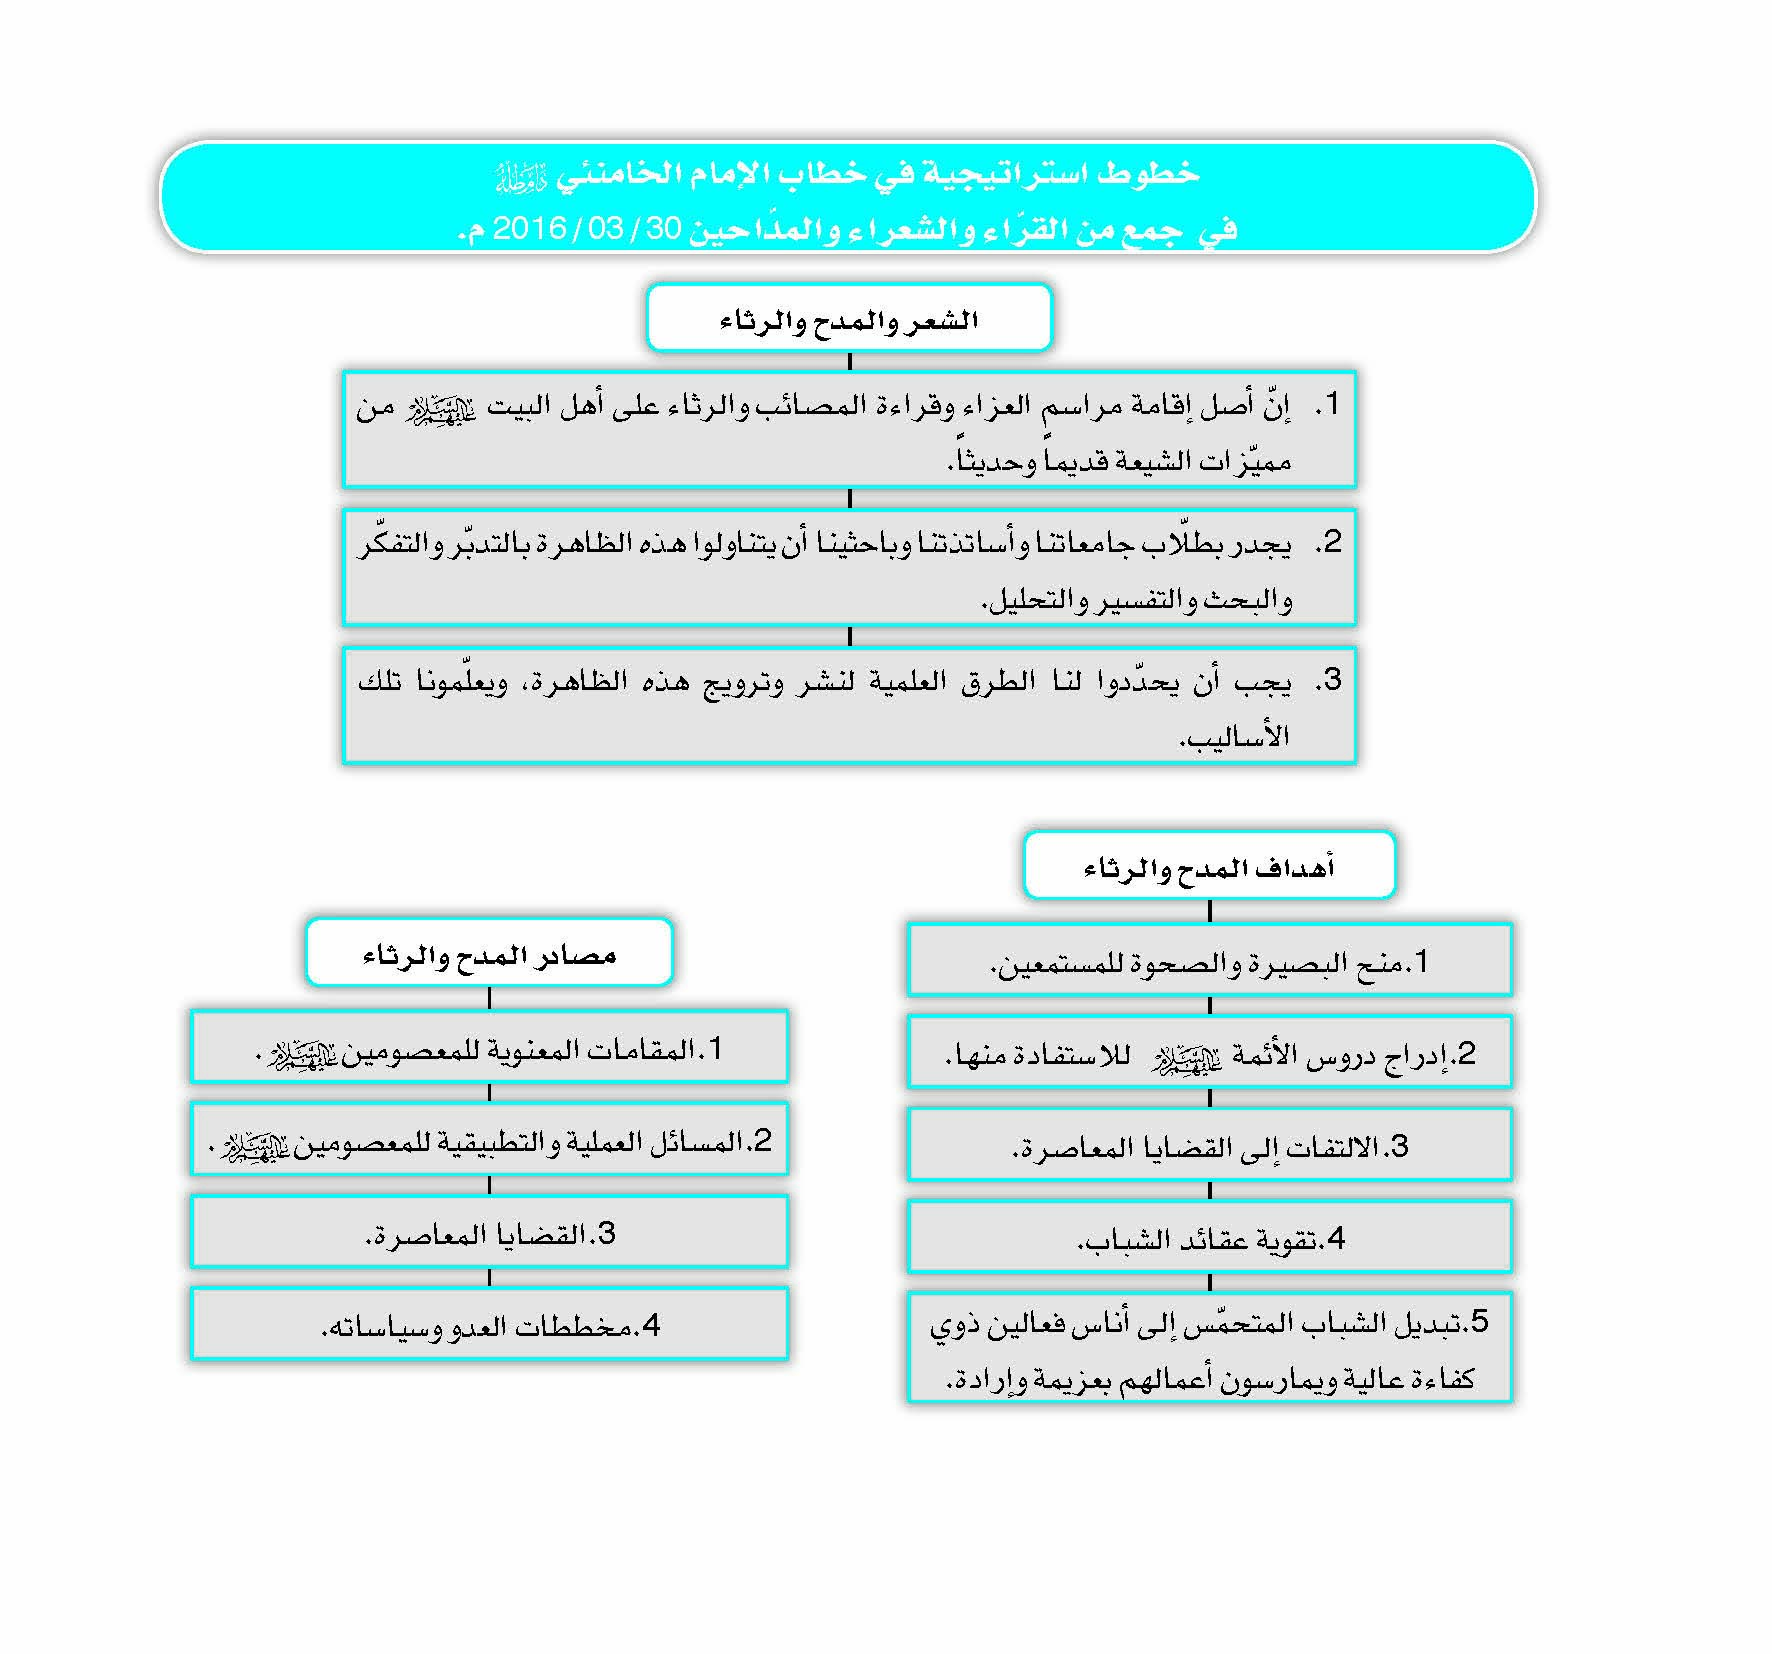 خطوط استراتيجية في خطاب الإمام الخامنئي دام ظله
في جمع من القرّاء والشعراء والمدّاحين 30 / 03 / 2016 م.
الشعر والمدح والرثاء
1. إنّ أصل إقامة مراسم العزاء وقراءة المصائب والرثاء على أهل البيت عليهم السلام من
مميّزات الشيعة قديماً وحديثاً.
2. يجدر بطلّاب جامعاتنا وأساتذتنا وباحثينا أن يتناولوا هذه الظاهرة بالتدبّر والتفكّر
والبحث والتفسير والتحليل.
3. يجب أن يحدّدوا لنا الطرق العلمية لنشر وترويج هذه الظاهرة، ويعلّمونا تلك
الأساليب.
أهداف المدح والرثاء
1.منح البصيرة والصحوة للمستمعين.
2.إدراج دروس الأئمة عليهم السلام للاستفادة منها.
3.الالتفات إلى القضايا المعاصرة.
4.تقوية عقائد الشباب.
5.تبديل الشباب المتحمّس إلى أناس فعالين ذوي
كفاءة عالية ويمارسون أعمالهم بعزيمة وإرادة.
مصادر المدح والرثاء
1.المقامات المعنوية للمعصومين عليهم السلام.
2.المسائل العملية والتطبيقية للمعصومين عليهم السلام.
3.القضايا المعاصرة.
4.مخططات العدو وسياساته.